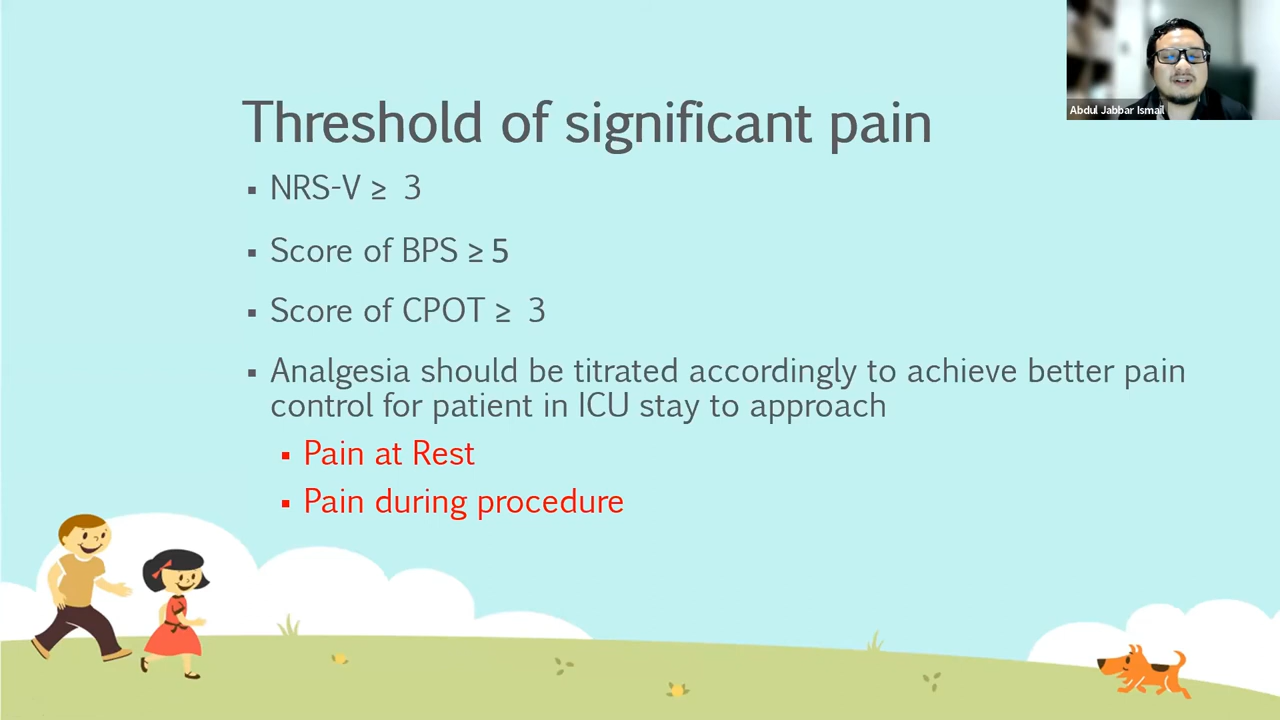 Threshold of significant pain
▪ NRS-V ≥ 3
▪ Score of BPS ≥ 5
▪ Score of CPOT ≥ 3
▪ Analgesia should be titrated accordingly to achieve better pain
control for patient in ICU stay to approach
▪ Pain at Rest
▪ Pain during procedure
Abdul Jabbar Ismail